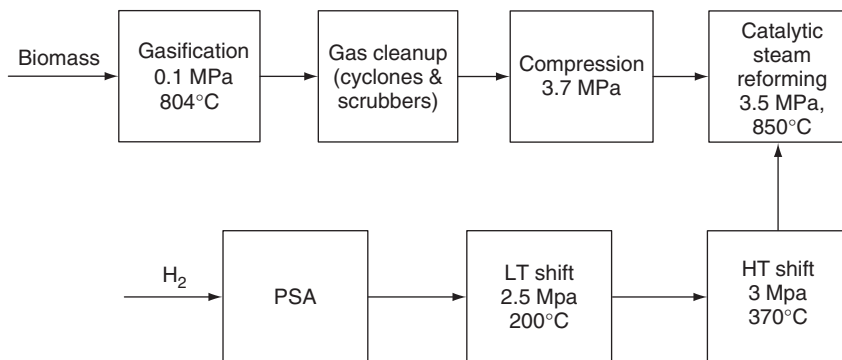 Biomass
Gasification
0.1 MPa
804°C
Gas cleanup
(cyclones &
scrubbers)
Compression
3.7 MPa
Catalytic
steam
reforming
3.5 MPa,
850°C
H₂
PSA
LT shift
2.5 Mpa
200°C
HT shift
3 Mpa
370°C